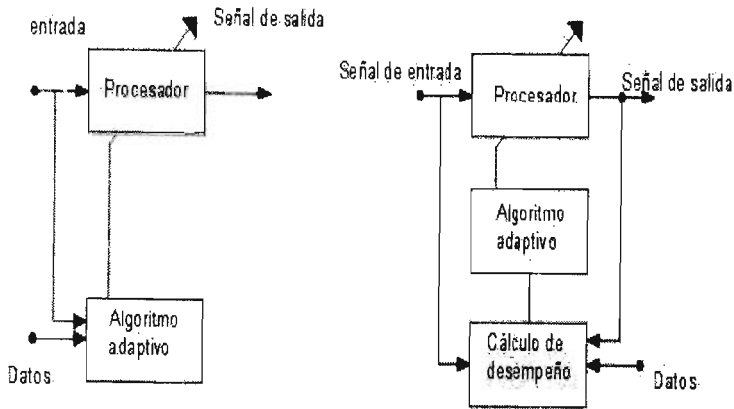 entrada
Señal de salida
Procesador
Algoritmo
adaptivo
Datos
Señal de entrada
Procesador
Señal de salida
Algoritmo
adaptivo
Cálculo de
desempeño
Datos